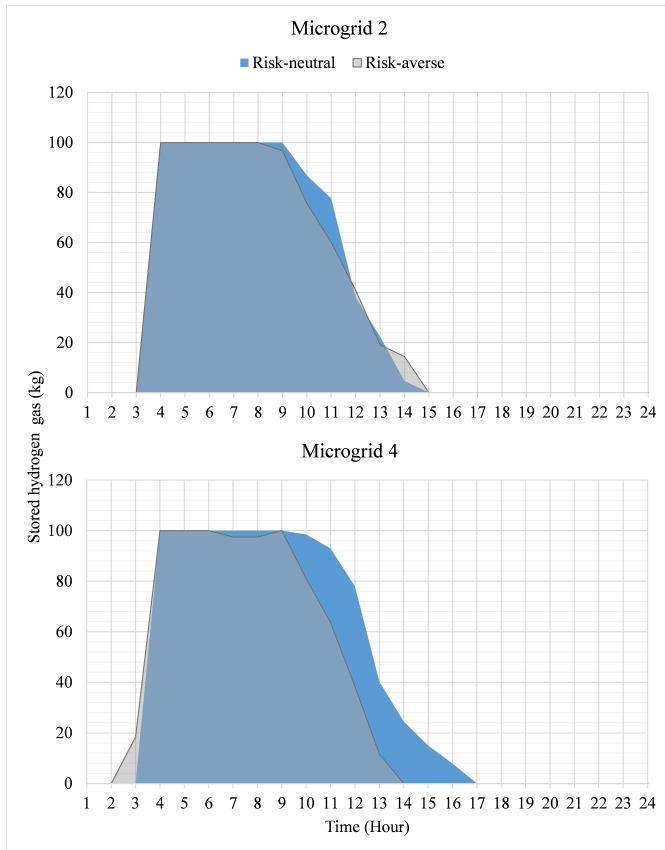 Microgrid 2
Risk-neutral Risk-averse
120
100
80
60
40
20
0
1 2 3 4 5 6 7 8 9 10 11 12 13 14 15 16 17 18 19 20 21 22 23 24
Stored hydrogen gas (kg)
Microgrid 4
120
100
80
60
40
20
0
1 2 3 4 5 6 7 8 9 10 11 12 13 14 15 16 17 18 19 20 21 22 23 24
Time (Hour)